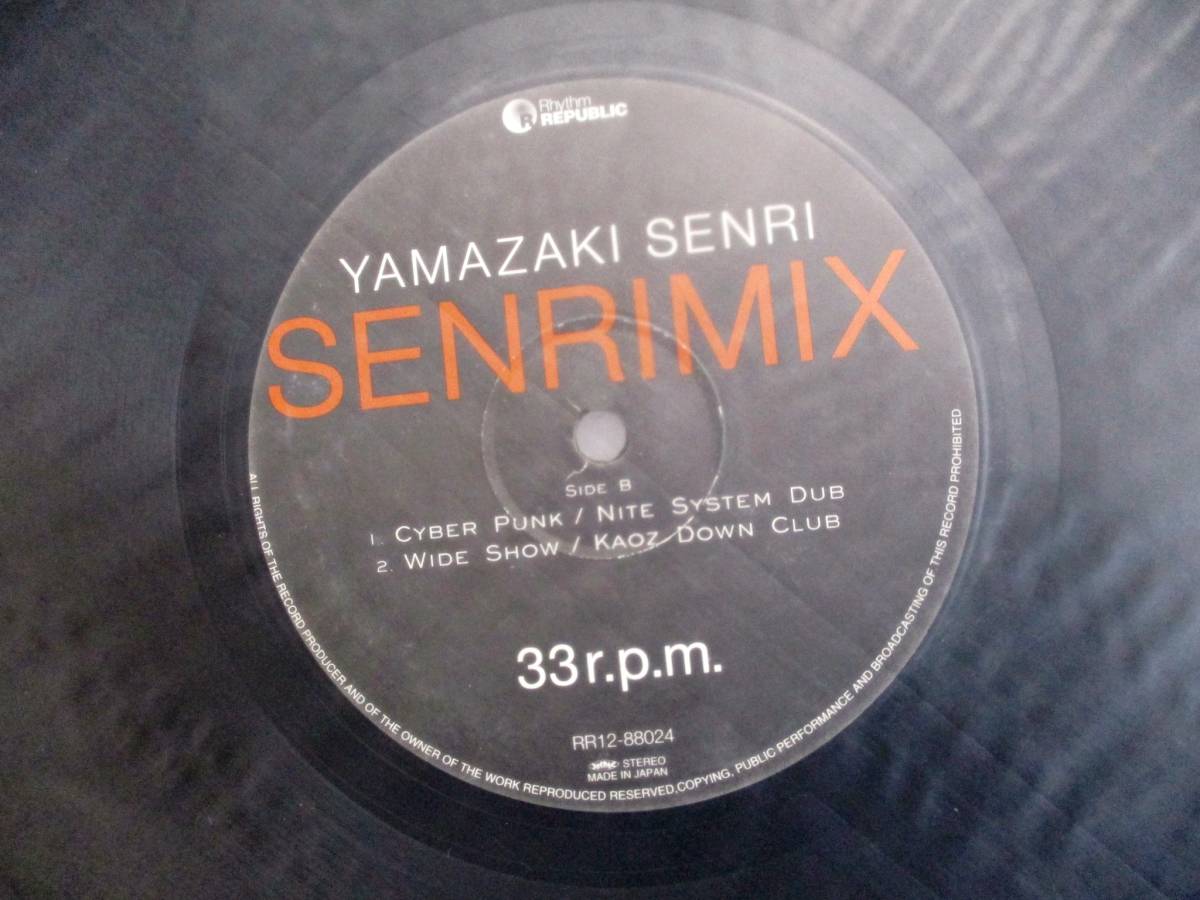 Rhythm
REPUBLIC
YAMAZAKI SENRI
SENRIMIX
SIDE B
1. CYBER PUNK / NITE SYSTEM DUB
2. WIDE SHOW / KAOZ DOWN CLUB
33 r.p.m.
RR12-88024
STEREO
MADE IN JAPAN
ALL RIGHTS OF THE RECORD PRODUCER AND OF THE OWNER OF THE WORK REPRODUCED RESERVED. COPYING, PUBLIC PERFORMANCE AND BROADCASTING OF THIS RECORD PROHIBITED